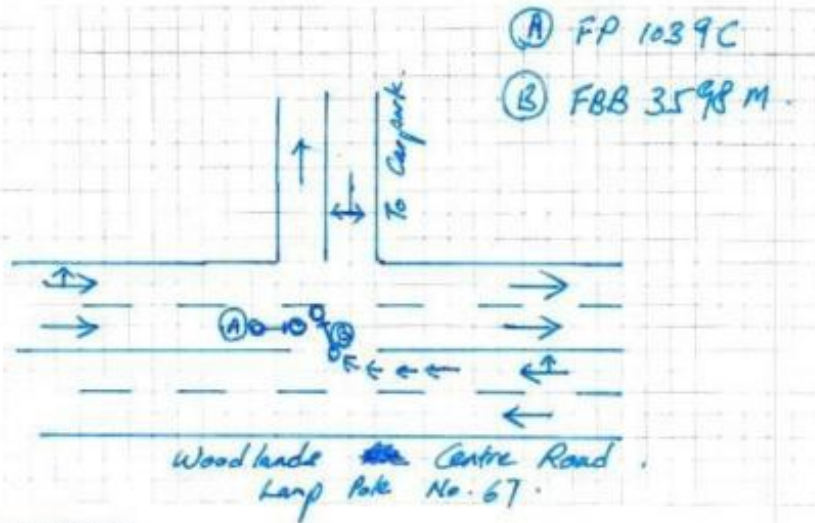 A FP 1039C
B FBB 3598 M.
To Carpark.
A
B
Woodlands Centre Road.
Lamp Pole No. 67.